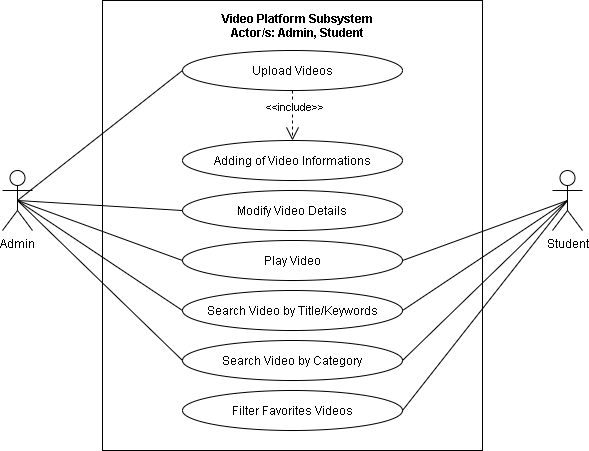 Video Platform Subsystem
Actor/s: Admin, Student
Upload Videos
<<include>>
Adding of Video Informations
Modify Video Details
Admin
Student
Play Video
Search Video by Title/Keywords
Search Video by Category
Filter Favorites Videos